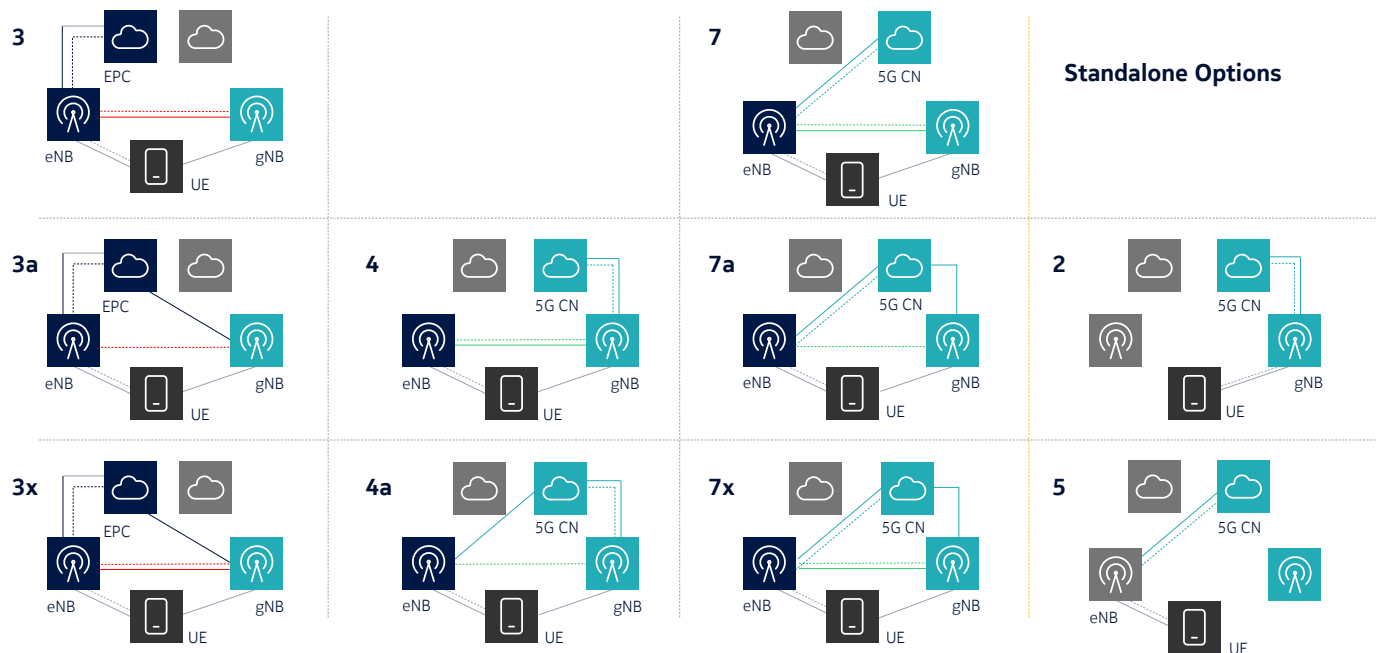 3
EPC
eNB
gNB
UE
7
5G CN
eNB
gNB
UE
Standalone Options
3a
EPC
eNB
gNB
UE
4
5G CN
eNB
gNB
UE
7a
5G CN
eNB
gNB
UE
2
5G CN
gNB
UE
3x
EPC
eNB
gNB
UE
4a
5G CN
eNB
gNB
UE
7x
5G CN
eNB
gNB
UE
5
5G CN
eNB
UE